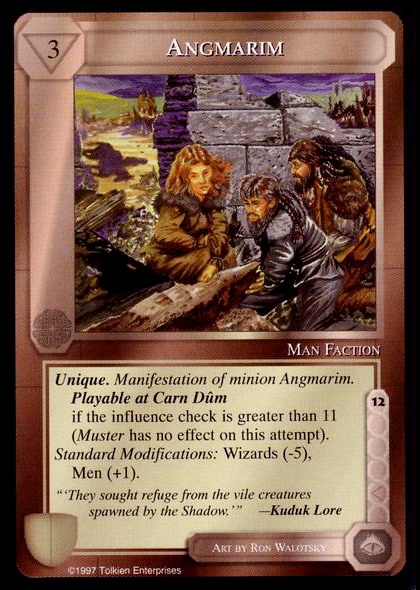 3
ANGMARIM
MAN FACTION
Unique. Manifestation of minion Angmarim.
Playable at Carn Dûm
12
if the influence check is greater than 11
(Muster has no effect on this attempt).
Standard Modifications: Wizards (-5),
Men (+1).
“‘They sought refuge from the vile creatures
spawned by the Shadow.’” —Kuduk Lore
ART BY RON WALOTSKY
©1997 Tolkien Enterprises